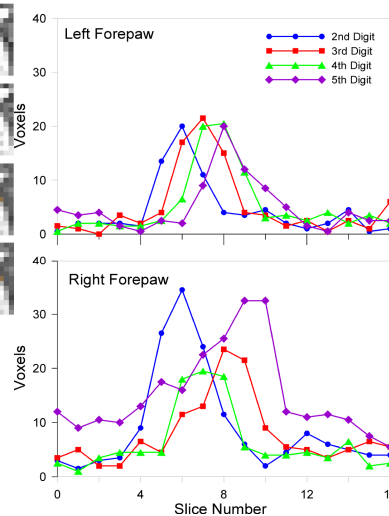 40
Left Forepaw
2nd Digit
3rd Digit
4th Digit
5th Digit
30
20
10
0
Voxels
40
Right Forepaw
30
20
10
0
Voxels
0 4 8 12
Slice Number